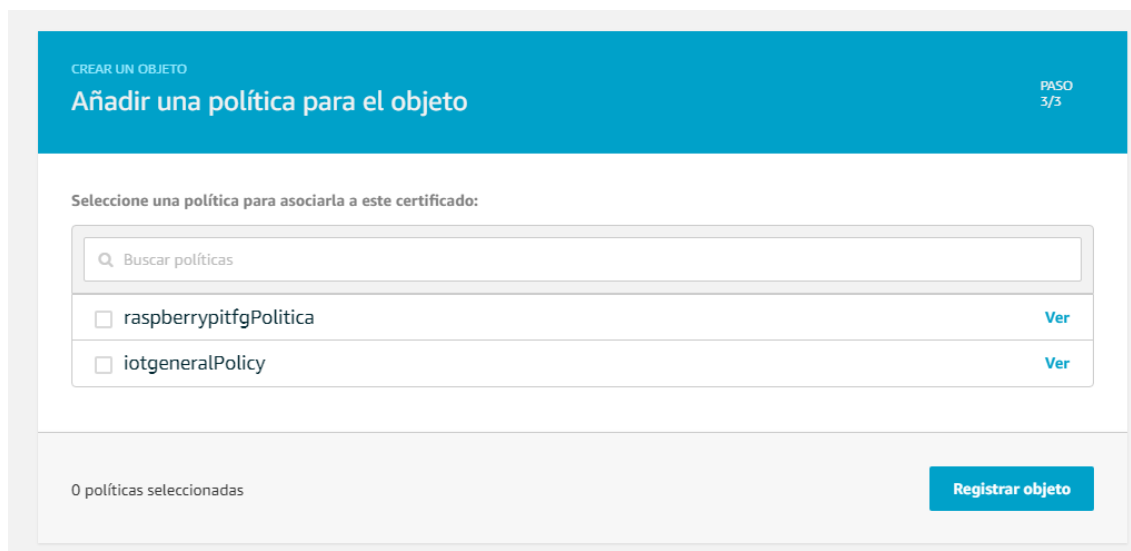 CREAR UN OBJETO
Añadir una política para el objeto
PASO
3/3
Seleccione una política para asociarla a este certificado:
Buscar políticas
raspberrypitfgPolitica Ver
iotgeneralPolicy Ver
0 políticas seleccionadas
Registrar objeto